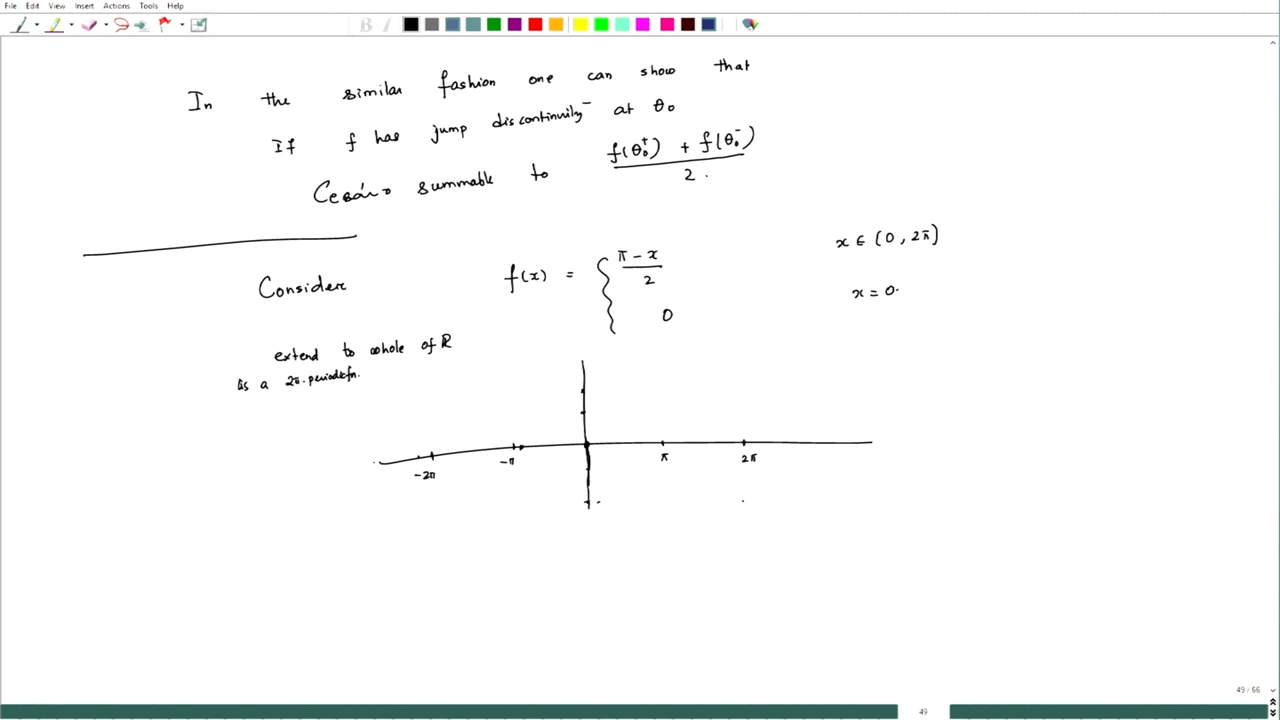 File Edit View Insert Actions Tools Help
In the similar fashion one can show that
If f has jump discontinuity at θ₀
Cesáro summable to f(θ₀⁺) + f(θ₀⁻) / 2.
Consider f(x) = { π - x / 2 x ∈ (0, 2π)
0 x = 0.
extend to whole of ℝ
as a 2π-periodic fn.
-2π -π π 2π
49 / 66
49